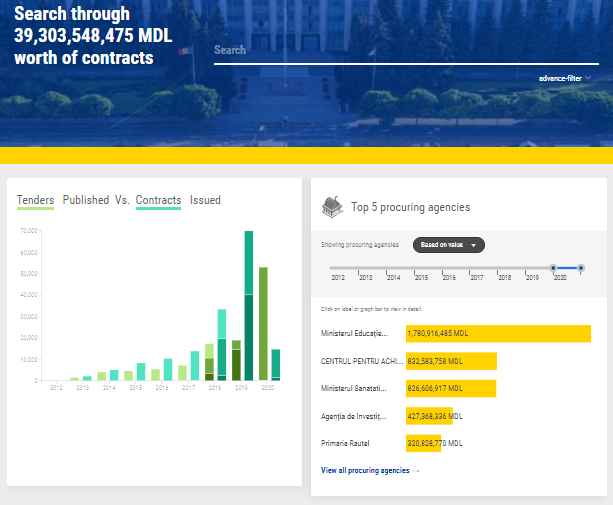 Search through
39,303,548,475 MDL
worth of contracts
Search
advance-filter
Tenders Published Vs. Contracts Issued
70,000
60,000
50,000
40,000
30,000
20,000
10,000
0
2012 2013 2014 2015 2016 2017 2018 2019 2020
Top 5 procuring agencies
Showing procuring agencies Based on value
2012 2013 2014 2015 2016 2017 2018 2019 2020
Click on label or graph bar to view in detail.
Ministerul Educație... 1,780,916,485 MDL
CENTRUL PENTRU ACHI... 832,583,758 MDL
Ministerul Sanatati... 826,606,917 MDL
Agenția de Investiț... 427,368,336 MDL
Primaria Rautel 320,828,770 MDL
View all procuring agencies →